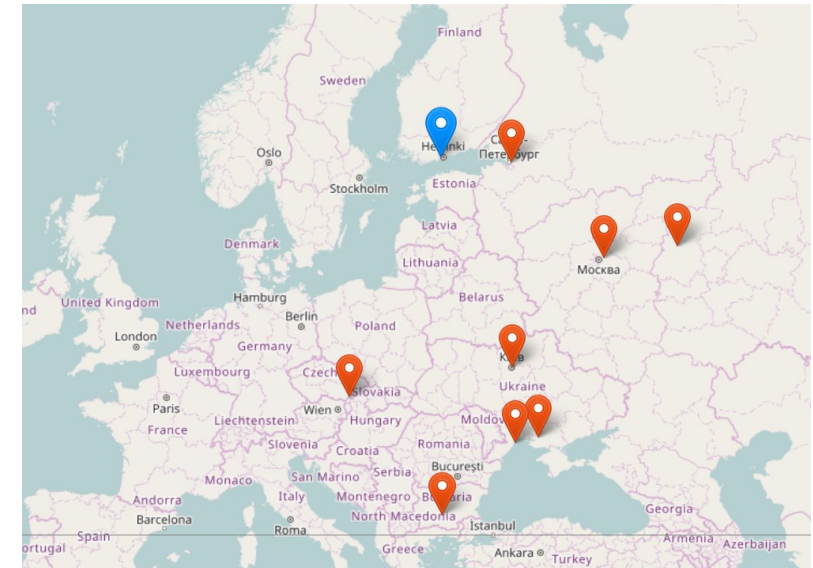 Finland
Sweden
Oslo
Stockholm
Estonia
Latvia
Denmark
Lithuania
Москва
Hamburg
Belarus
United Kingdom
Berlin
Netherlands
Poland
London
Germany
Luxembourg
Ukraine
Slovakia
Paris
Wien
Liechtenstein
Hungary
France
Slovenia
Romania
Croatia
București
Serbia
San Marino
Monaco
Andorra
Italy
Montenegro
Georgia
Barcelona
North Macedonia
Istanbul
Roma
Spain
Armenia
Azerbaijan
Greece
Ankara
Turkey